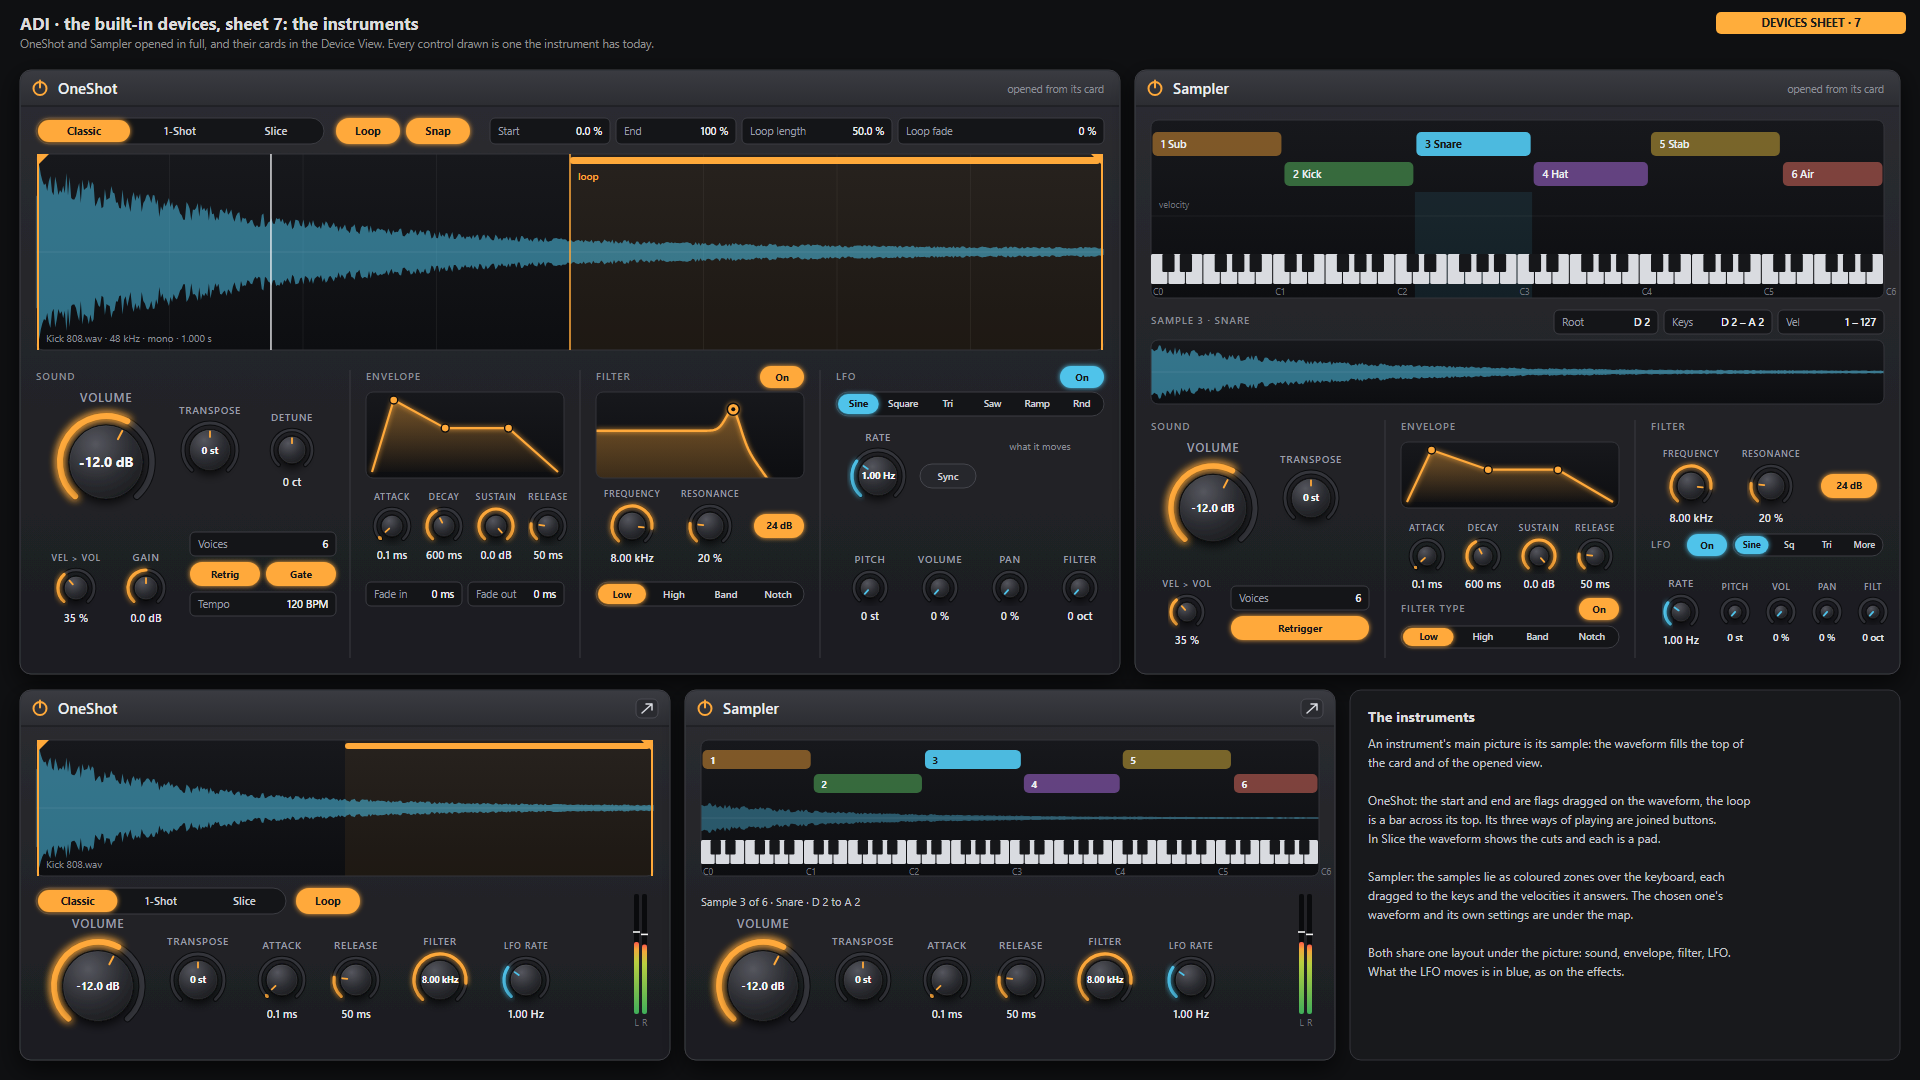 ADI · the built-in devices, sheet 7: the instruments
OneShot and Sampler opened in full, and their cards in the Device View. Every control drawn is one the instrument has today.
DEVICES SHEET · 7
OneShot
opened from its card
Classic 1-Shot Slice Loop Snap Start 0.0 % End 100 % Loop length 50.0 % Loop fade 0 %
loop
Kick 808.wav · 48 kHz · mono · 1.000 s
SOUND
VOLUME
-12.0 dB
TRANSPOSE
0 st
DETUNE
0 ct
VEL > VOL
35 %
GAIN
0.0 dB
Voices 6
Retrig Gate
Tempo 120 BPM
ENVELOPE
ATTACK DECAY SUSTAIN RELEASE
0.1 ms 600 ms 0.0 dB 50 ms
Fade in 0 ms Fade out 0 ms
FILTER On
FREQUENCY RESONANCE
24 dB
8.00 kHz 20 %
Low High Band Notch
LFO On
Sine Square Tri Saw Ramp Rnd
RATE
1.00 Hz
Sync
what it moves
PITCH VOLUME PAN FILTER
0 st 0 % 0 % 0 oct
Sampler
opened from its card
1 Sub 3 Snare 5 Stab
2 Kick 4 Hat 6 Air
velocity
C0 C1 C2 C3 C4 C5 C6
SAMPLE 3 · SNARE Root D 2 Keys D 2 – A 2 Vel 1 – 127
SOUND
VOLUME
-12.0 dB
TRANSPOSE
0 st
VEL > VOL
35 %
Voices 6
Retrigger
ENVELOPE
ATTACK DECAY SUSTAIN RELEASE
0.1 ms 600 ms 0.0 dB 50 ms
FILTER TYPE On
Low High Band Notch
FILTER
FREQUENCY RESONANCE
24 dB
8.00 kHz 20 %
LFO On Sine Sq Tri More
RATE PITCH VOL PAN FILT
1.00 Hz 0 st 0 % 0 % 0 oct
OneShot
Kick 808.wav
Classic 1-Shot Slice Loop
VOLUME TRANSPOSE ATTACK RELEASE FILTER LFO RATE
-12.0 dB 0 st 8.00 kHz
0.1 ms 50 ms 1.00 Hz
L R
Sampler
1 3 5
2 4 6
C0 C1 C2 C3 C4 C5 C6
Sample 3 of 6 · Snare · D 2 to A 2
VOLUME TRANSPOSE ATTACK RELEASE FILTER LFO RATE
-12.0 dB 0 st 8.00 kHz
0.1 ms 50 ms 1.00 Hz
L R
The instruments
An instrument's main picture is its sample: the waveform fills the top of
the card and of the opened view.
OneShot: the start and end are flags dragged on the waveform, the loop
is a bar across its top. Its three ways of playing are joined buttons.
In Slice the waveform shows the cuts and each is a pad.
Sampler: the samples lie as coloured zones over the keyboard, each
dragged to the keys and the velocities it answers. The chosen one's
waveform and its own settings are under the map.
Both share one layout under the picture: sound, envelope, filter, LFO.
What the LFO moves is in blue, as on the effects.